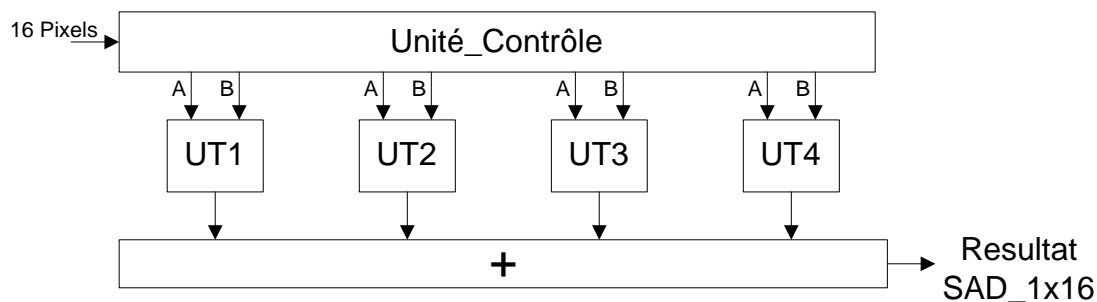 16 Pixels
Unité_Contrôle
A B A B A B A B
UT1 UT2 UT3 UT4
+
Resultat
SAD_1x16